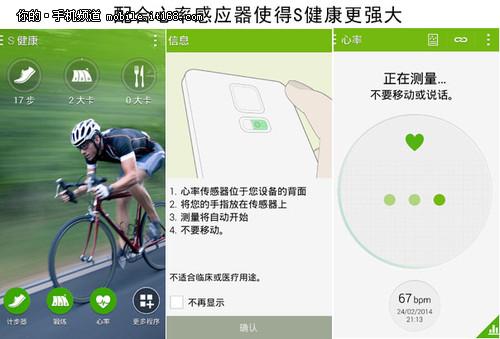 配合心率感应器使得S健康更强大
你的·手机频道 mobile.it168.com
S 健康
17 步
2 大卡
0 大卡
计步器
锻炼
心率
更多程序
信息
1. 心率传感器位于您设备的背面
2. 将您的手指放在传感器上
3. 测量将自动开始
4. 不要移动。
不适合临床或医疗用途。
不再显示
确认
心率
正在测量...
不要移动或说话。
67 bpm
24/02/2014
21:13